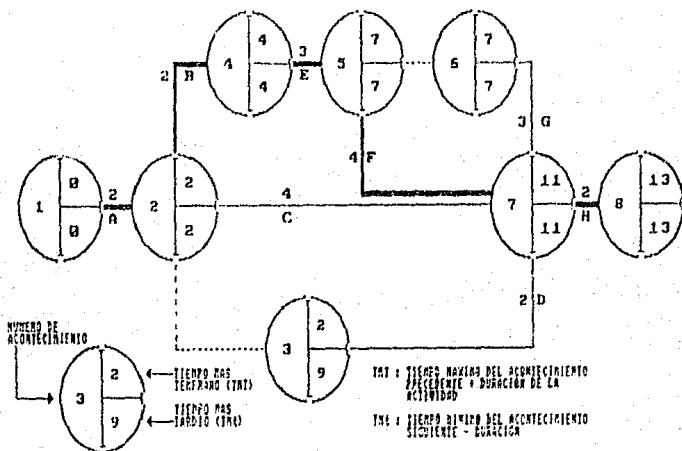 4 4 4
3 E
5 7 7
6 7 7
2 B
3 G
4 F
1 0 0
2 A
2 2 2
4 C
7 11 11
2 H
8 13 13
2 D
3 2 9
NUMERO DE
ACONTECIMIENTO
3 2 9
TIEMPO MAS
TEMPRANO (TMT)
TIEMPO MAS
TARDIO (TMt)
TMT : TIEMPO MAXIMO DEL ACONTECIMIENTO
PRECEDENTE + DURACION DE LA
ACTIVIDAD
TMt : TIEMPO MINIMO DEL ACONTECIMIENTO
SIGUIENTE - DURACION